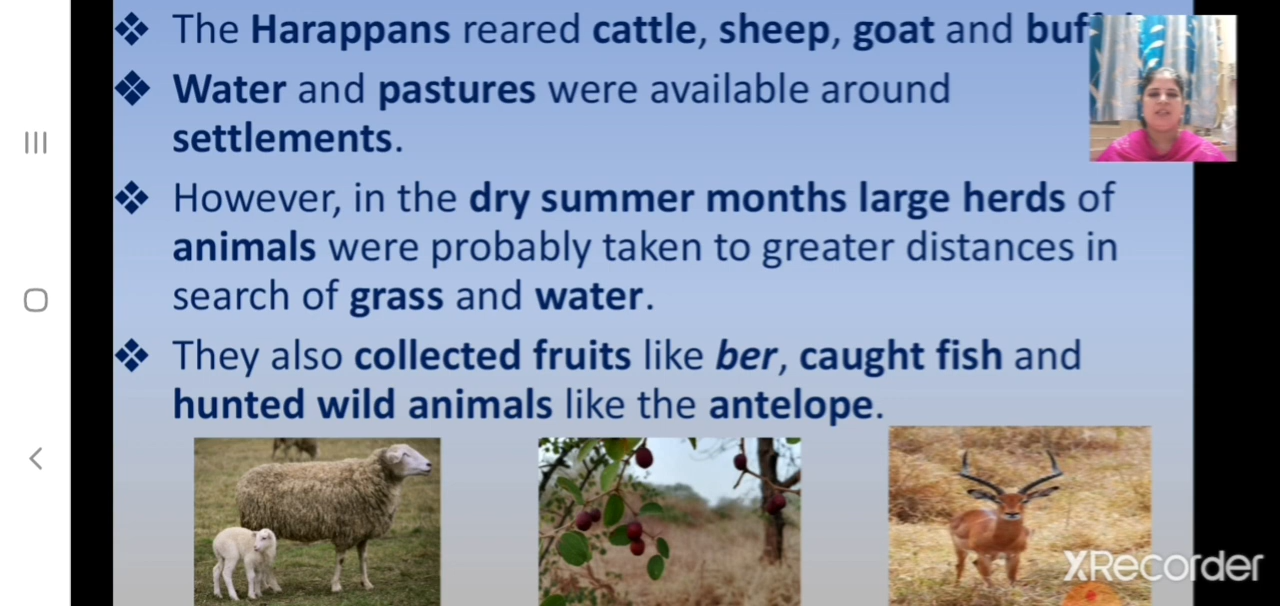 ❖ The Harappans reared cattle, sheep, goat and
❖ Water and pastures were available around
settlements.
❖ However, in the dry summer months large herds of
animals were probably taken to greater distances in
search of grass and water.
❖ They also collected fruits like ber, caught fish and
hunted wild animals like the antelope.
XRecorder